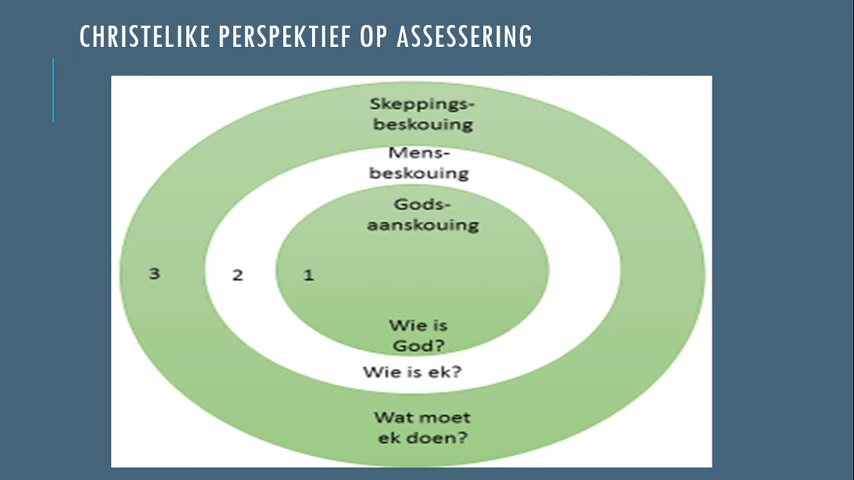 CHRISTELIKE PERSPEKTIEF OP ASSESSERING
Skeppings-
beskouing
Mens-
beskouing
Gods-
aanskouing
3 2 1
Wie is
God?
Wie is ek?
Wat moet
ek doen?